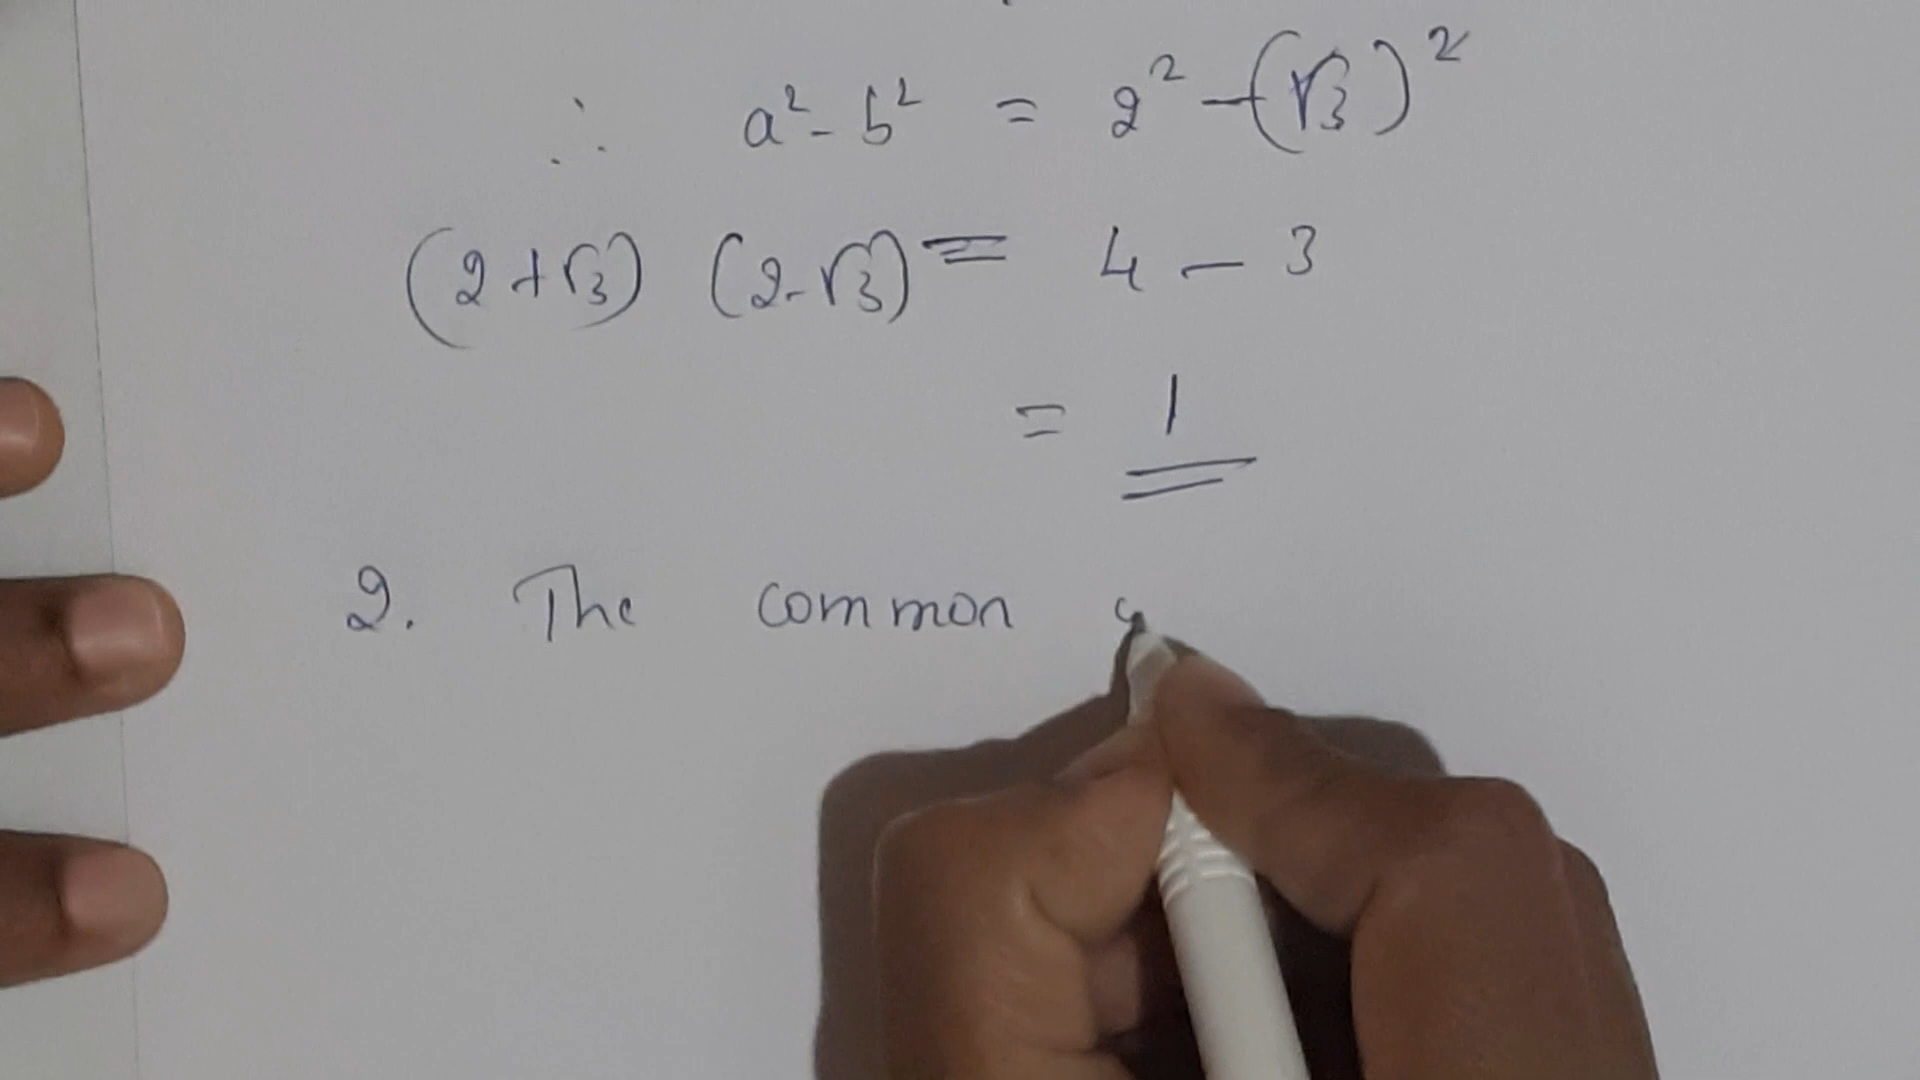 ∴ a² - b² = 2² - (√3)²
(2 + √3) (2 - √3) = 4 - 3
= 1
2. The common